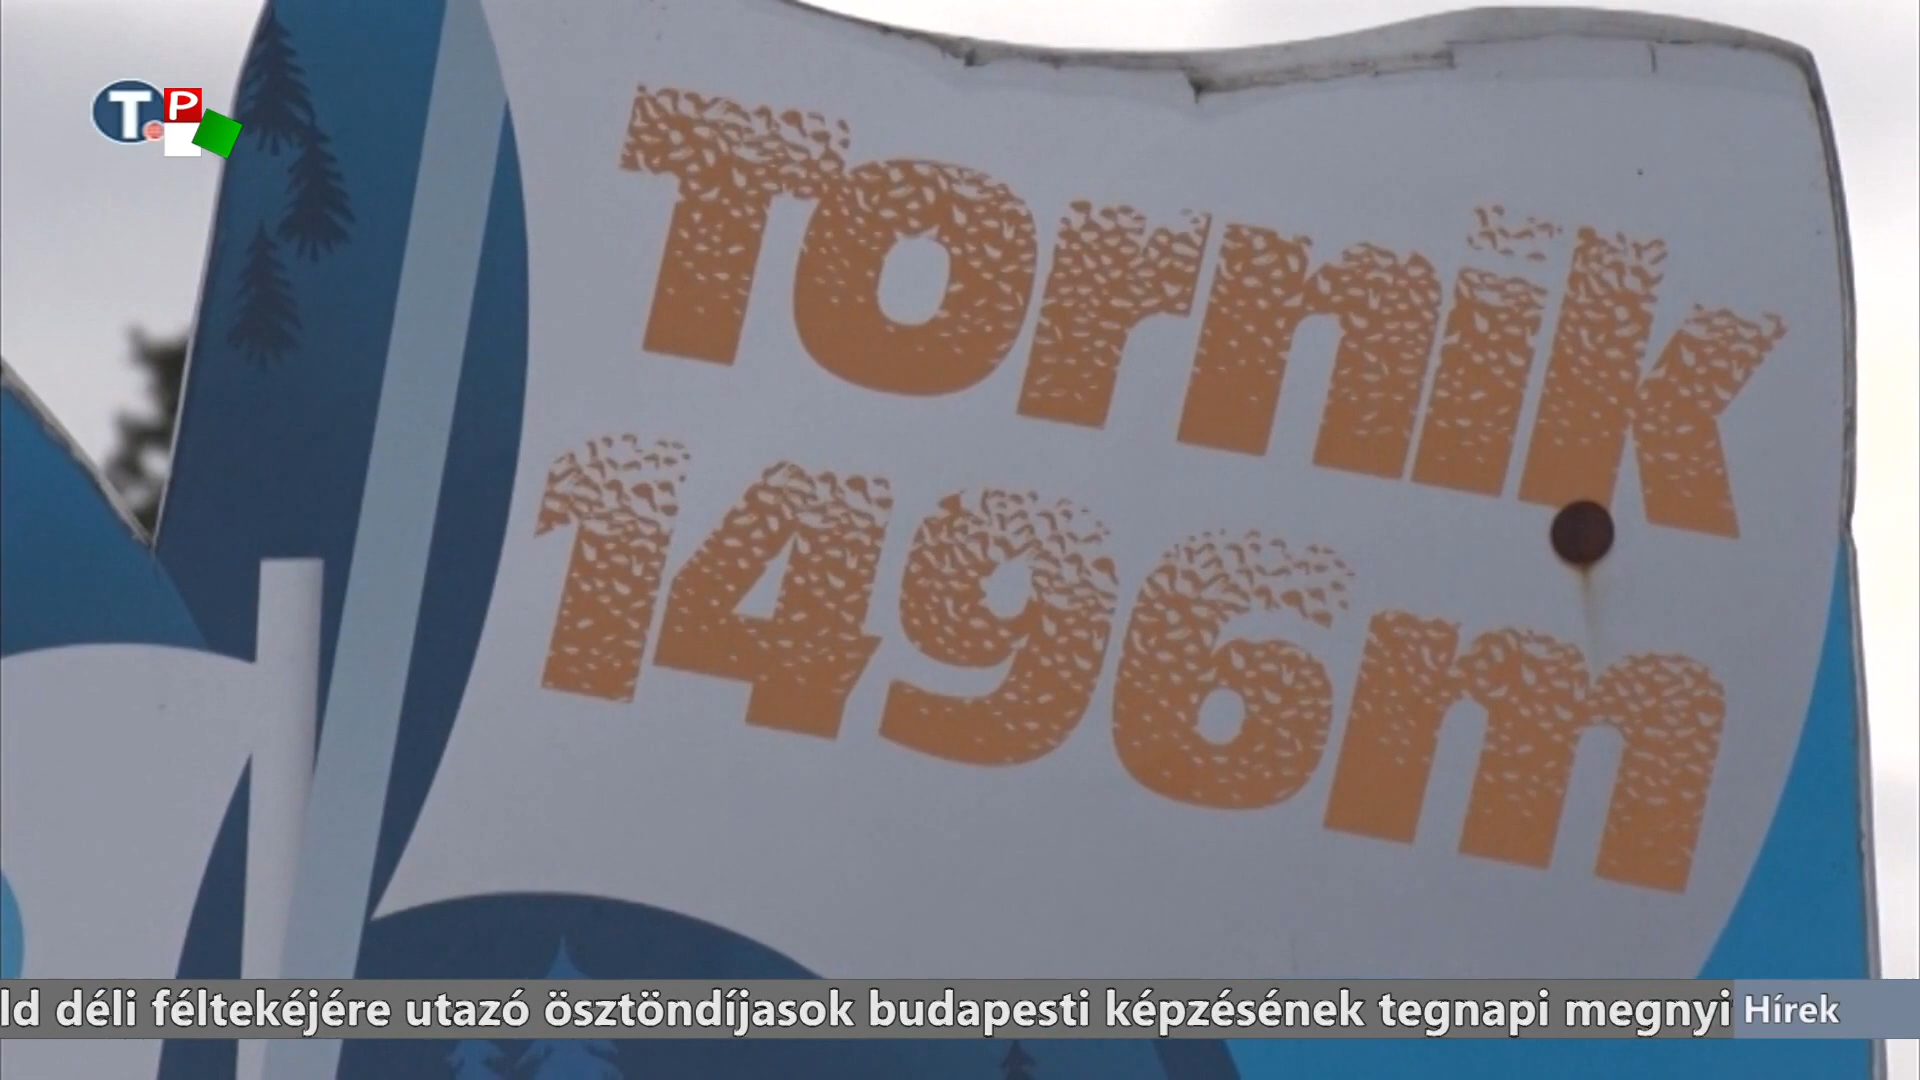 T.
P
Tornik
1496m
ld déli féltekéjére utazó ösztöndíjasok budapesti képzésének tegnapi megnyi
Hírek